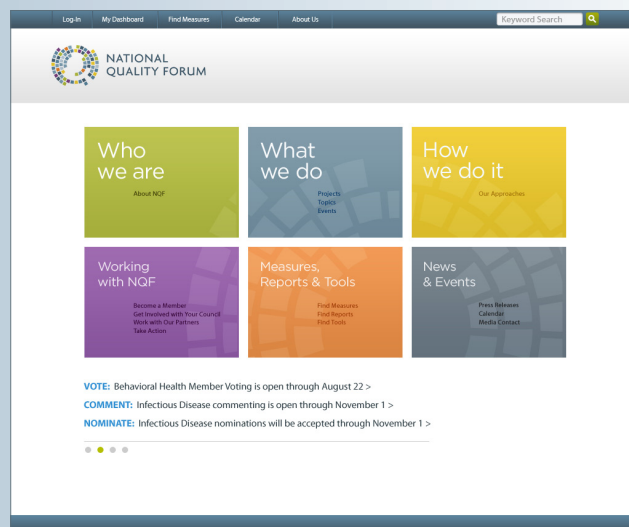 Log-In
My Dashboard
Find Measures
Calendar
About Us
Keyword Search
NATIONAL
QUALITY FORUM
Who
we are
About NQF
What
we do
Projects
Topics
Events
How
we do it
Our Approaches
Working
with NQF
Become a Member
Get Involved with Your Council
Work with Our Partners
Take Action
Measures,
Reports & Tools
Find Measures
Find Reports
Find Tools
News
& Events
Press Releases
Calendar
Media Contact
VOTE: Behavioral Health Member Voting is open through August 22 >
COMMENT: Infectious Disease commenting is open through November 1 >
NOMINATE: Infectious Disease nominations will be accepted through November 1 >